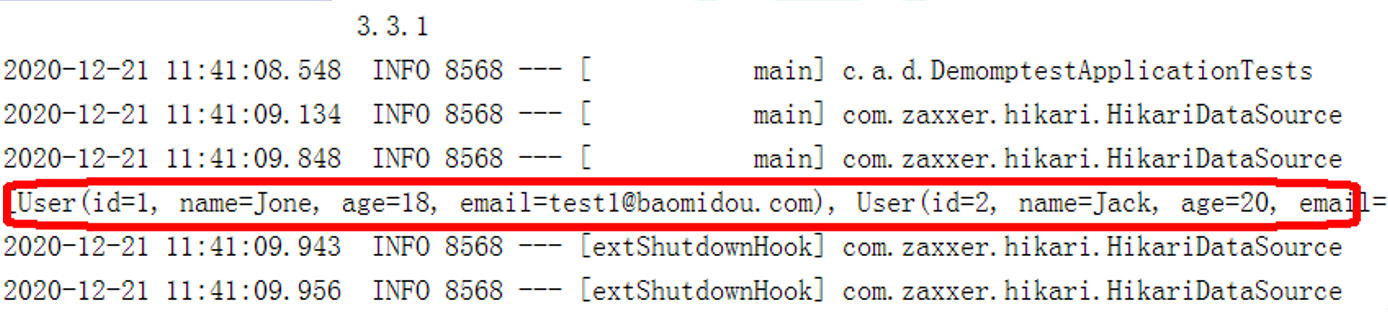 3.3.1
2020-12-21 11:41:08.548  INFO 8568 --- [           main] c.a.d.DemomptestApplicationTests
2020-12-21 11:41:09.134  INFO 8568 --- [           main] com.zaxxer.hikari.HikariDataSource
2020-12-21 11:41:09.848  INFO 8568 --- [           main] com.zaxxer.hikari.HikariDataSource
[User(id=1, name=Jone, age=18, email=test1@baomidou.com), User(id=2, name=Jack, age=20, email=
2020-12-21 11:41:09.943  INFO 8568 --- [extShutdownHook] com.zaxxer.hikari.HikariDataSource
2020-12-21 11:41:09.956  INFO 8568 --- [extShutdownHook] com.zaxxer.hikari.HikariDataSource